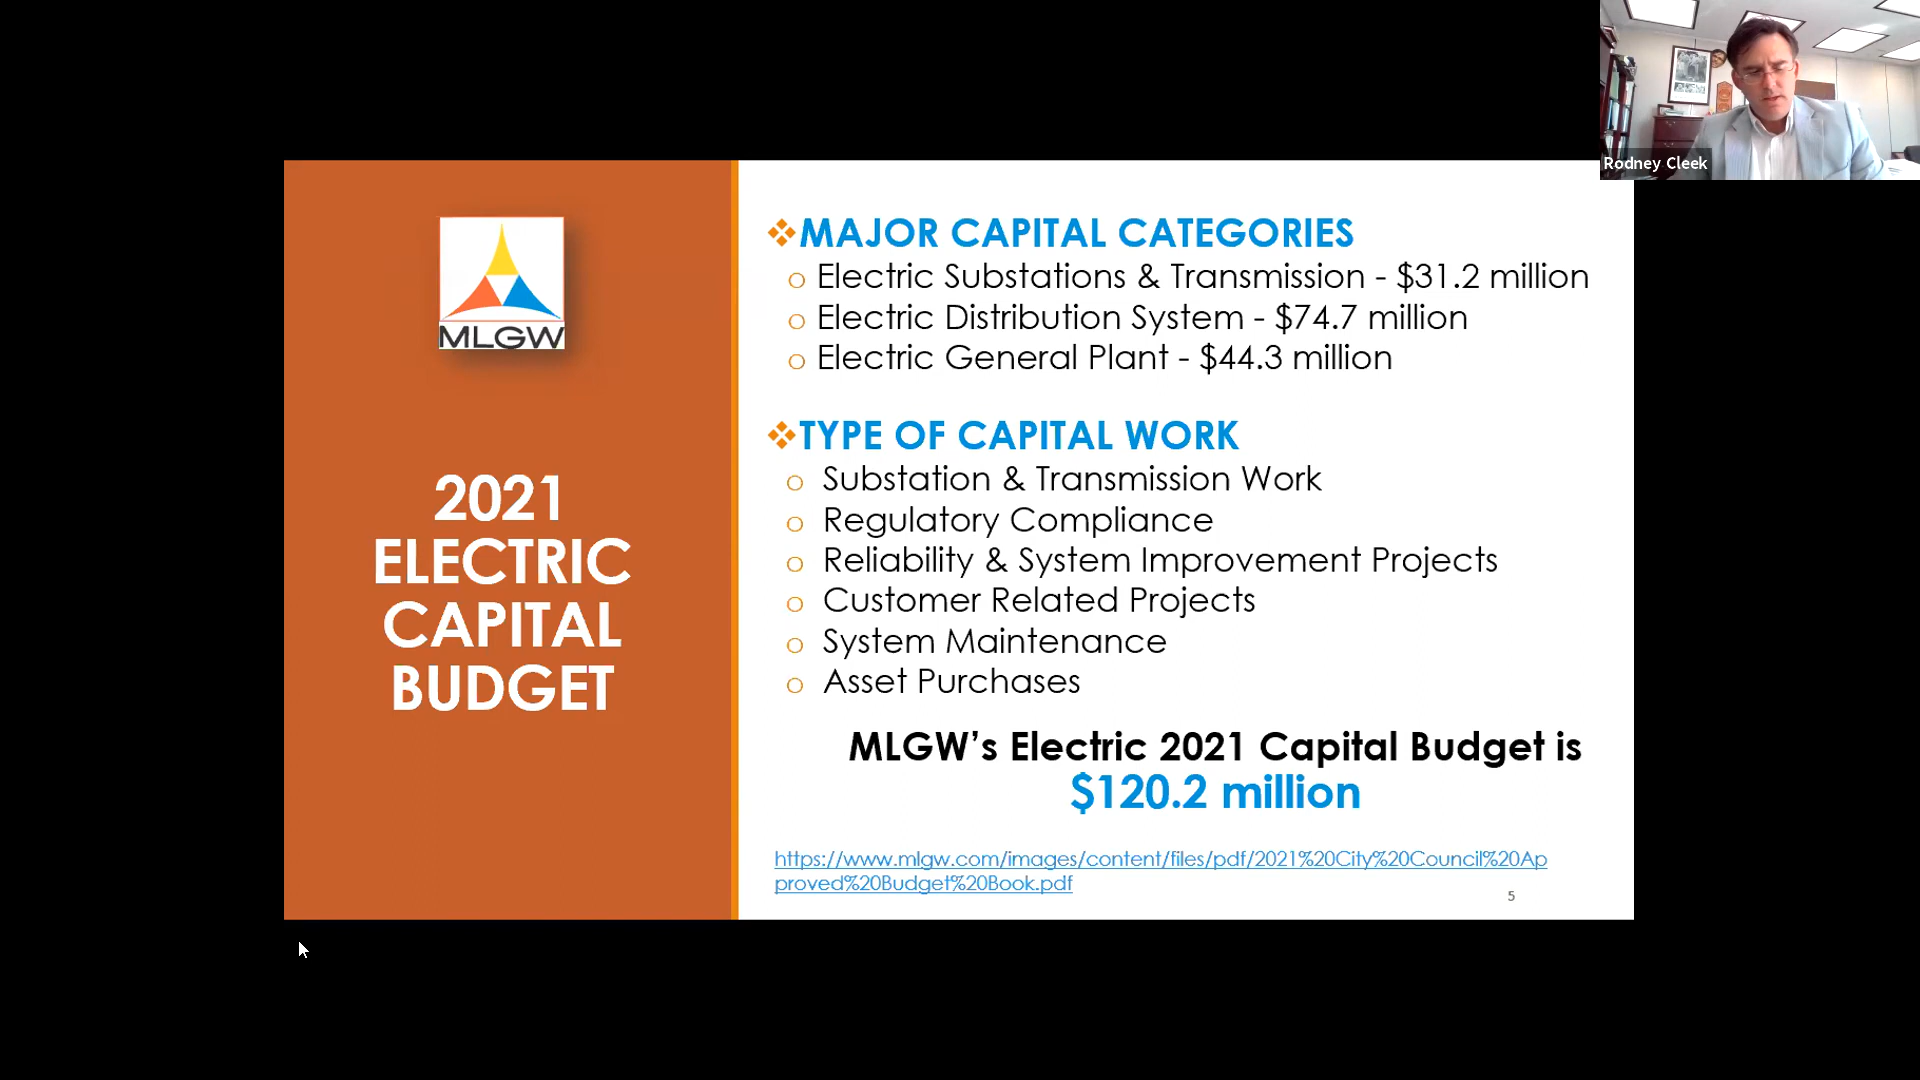 Rodney Cleek
MLGW
2021
ELECTRIC
CAPITAL
BUDGET
MAJOR CAPITAL CATEGORIES
Electric Substations & Transmission - $31.2 million
Electric Distribution System - $74.7 million
Electric General Plant - $44.3 million
TYPE OF CAPITAL WORK
Substation & Transmission Work
Regulatory Compliance
Reliability & System Improvement Projects
Customer Related Projects
System Maintenance
Asset Purchases
MLGW’s Electric 2021 Capital Budget is
$120.2 million
https://www.mlgw.com/images/content/files/pdf/2021%20City%20Council%20Ap
proved%20Budget%20Book.pdf
5